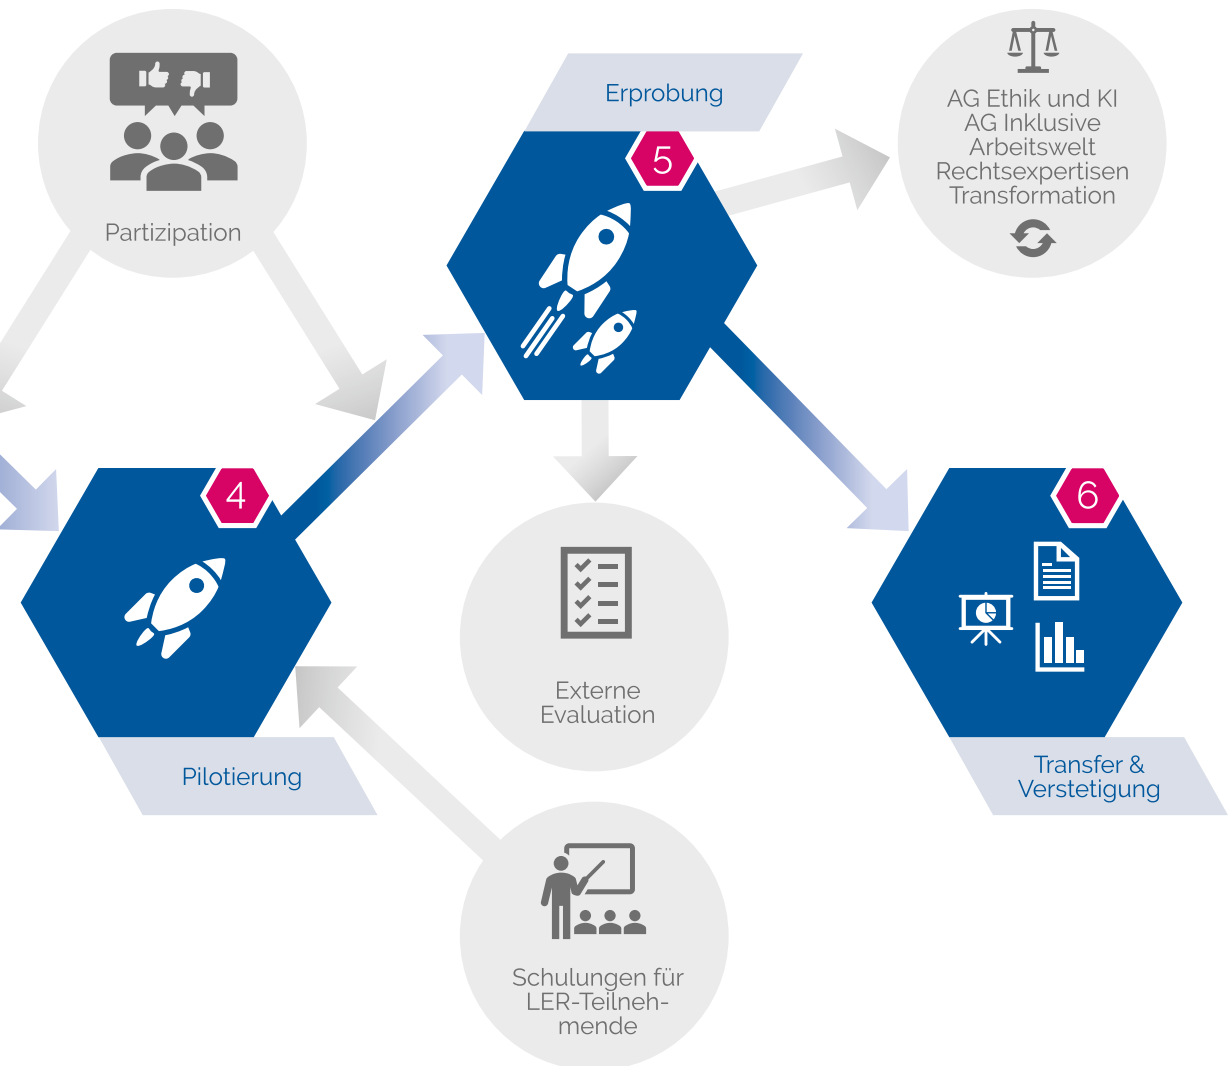 Partizipation
Erprobung
5
AG Ethik und KI
AG Inklusive
Arbeitswelt
Rechtsexpertisen
Transformation
4
Pilotierung
Externe
Evaluation
6
Transfer &
Verstetigung
Schulungen für
LER-Teilneh-
mende